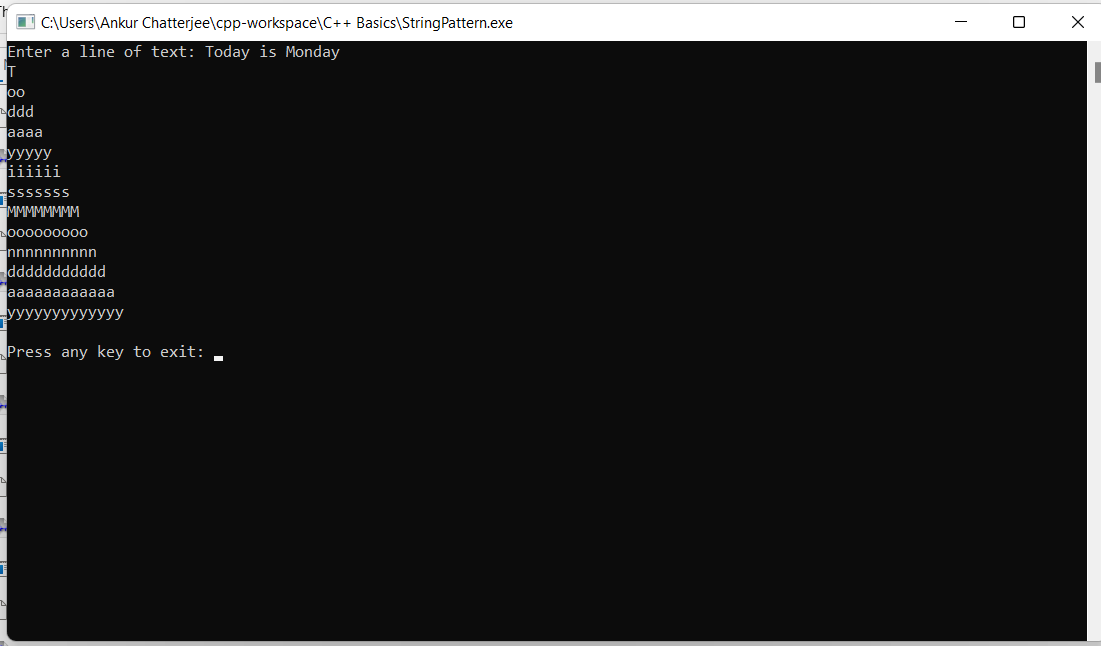 C:\Users\Ankur Chatterjee\cpp-workspace\C++ Basics\StringPattern.exe
Enter a line of text: Today is Monday
T
oo
ddd
aaaa
yyyyy
iiiiii
sssssss
MMMMMMMM
ooooooooo
nnnnnnnnnn
ddddddddddd
aaaaaaaaaaaa
yyyyyyyyyyyyy
Press any key to exit: